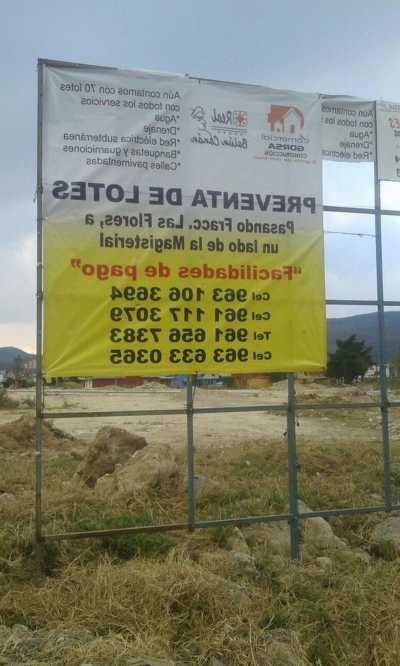 Comercial
GORSA
CONSTRUCCIÓN
Real
Balún Canán
Aún contamos con 70 lotes
con todos los servicios
*Agua
*Drenaje
*Red eléctrica subterránea
*Banquetas y guarniciones
*Calles pavimentadas
PREVENTA DE LOTES
Pasando Fracc. Las Flores, a
un lado de la Magisterial
"Facilidades de pago"
Cel 963 106 3694
Cel 961 117 3079
Tel 961 656 7383
Cel 963 633 0365
Aún contamos
con todos los
*Agua
*Drenaje
*Red eléctrica